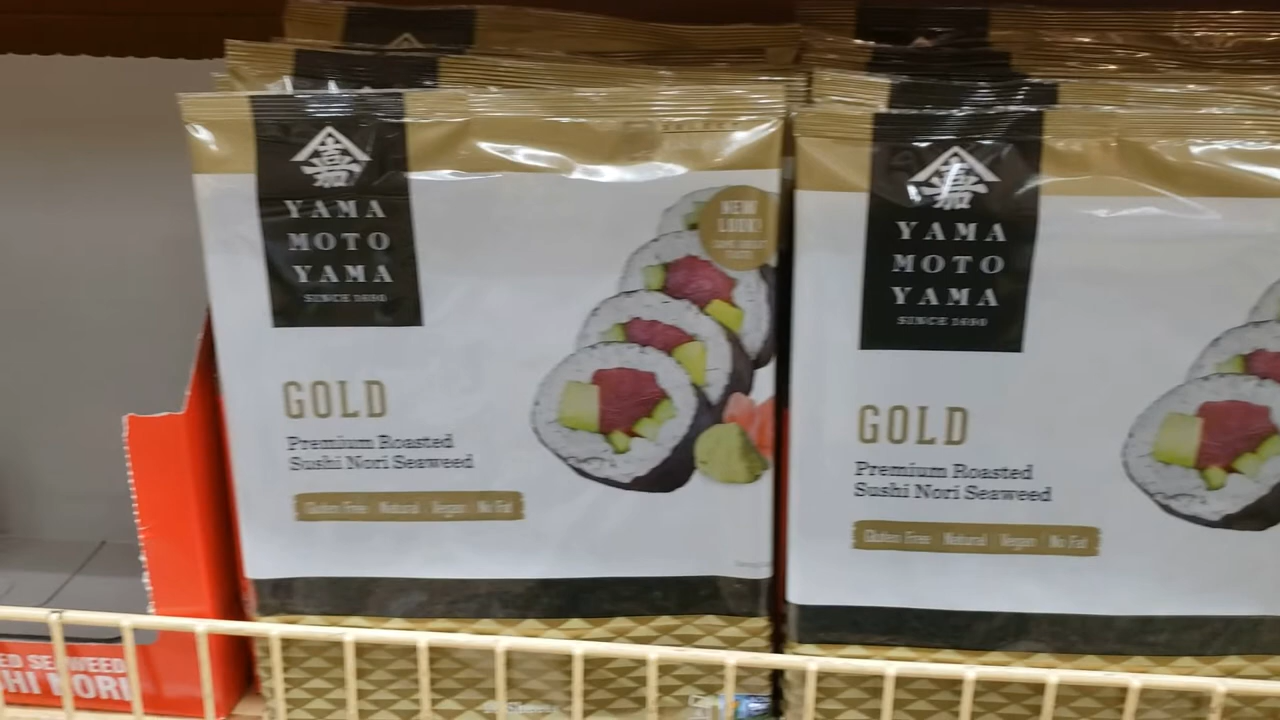 嘉
YAMA
MOTO
YAMA
SINCE 1690
NEW
LOOK!
GOLD
Premium Roasted
Sushi Nori Seaweed
Gluten Free Natural Vegan No Fat
嘉
YAMA
MOTO
YAMA
SINCE 1690
GOLD
Premium Roasted
Sushi Nori Seaweed
Gluten Free Natural Vegan No Fat
ED SEAWEED
HI NORI
Sheets